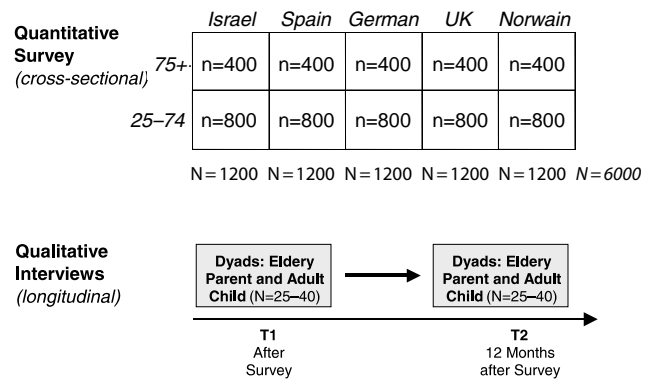 Israel Spain German UK Norwain
Quantitative
Survey
(cross-sectional)
75+ n=400 n=400 n=400 n=400 n=400
25–74 n=800 n=800 n=800 n=800 n=800
N=1200 N=1200 N=1200 N=1200 N=1200 N=6000
Qualitative
Interviews
(longitudinal)
Dyads: Eldery
Parent and Adult
Child (N=25–40)
Dyads: Eldery
Parent and Adult
Child (N=25–40)
T1
After
Survey
T2
12 Months
after Survey